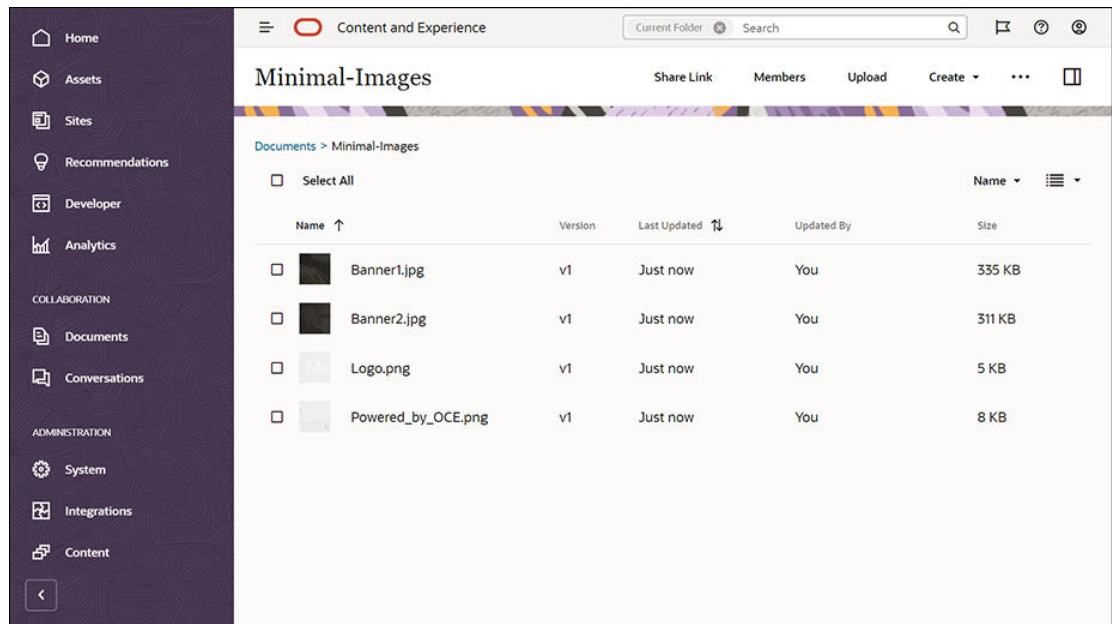 Home
Assets
Sites
Recommendations
Developer
Analytics
COLLABORATION
Documents
Conversations
ADMINISTRATION
System
Integrations
Content
Content and Experience
Current Folder Search
Minimal-Images
Share Link Members Upload Create
Documents > Minimal-Images
Select All Name
Name Version Last Updated Updated By Size
Banner1.jpg v1 Just now You 335 KB
Banner2.jpg v1 Just now You 311 KB
Logo.png v1 Just now You 5 KB
Powered_by_OCE.png v1 Just now You 8 KB